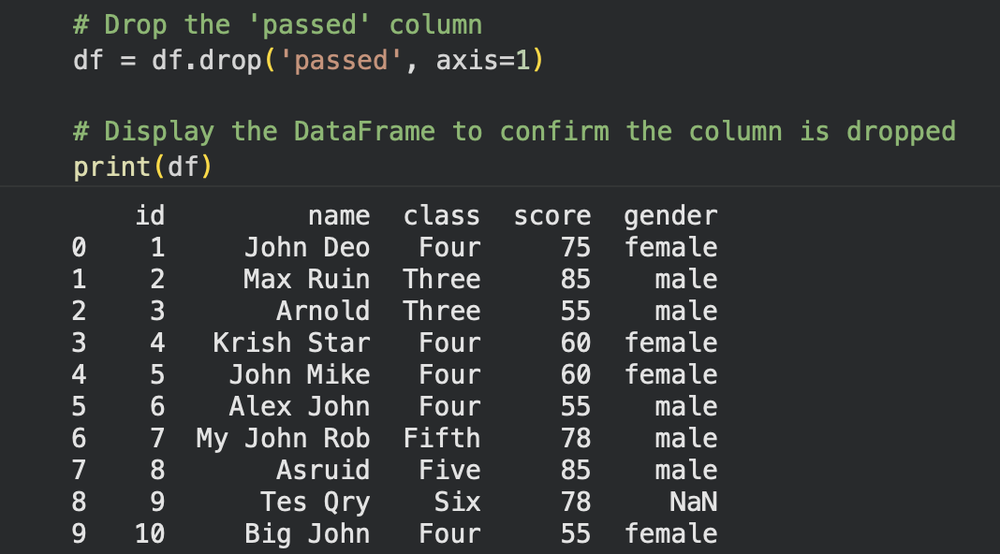 # Drop the 'passed' column
df = df.drop('passed', axis=1)
# Display the DataFrame to confirm the column is dropped
print(df)
id name class score gender
0 1 John Deo Four 75 female
1 2 Max Ruin Three 85 male
2 3 Arnold Three 55 male
3 4 Krish Star Four 60 female
4 5 John Mike Four 60 female
5 6 Alex John Four 55 male
6 7 My John Rob Fifth 78 male
7 8 Asruid Five 85 male
8 9 Tes Qry Six 78 NaN
9 10 Big John Four 55 female